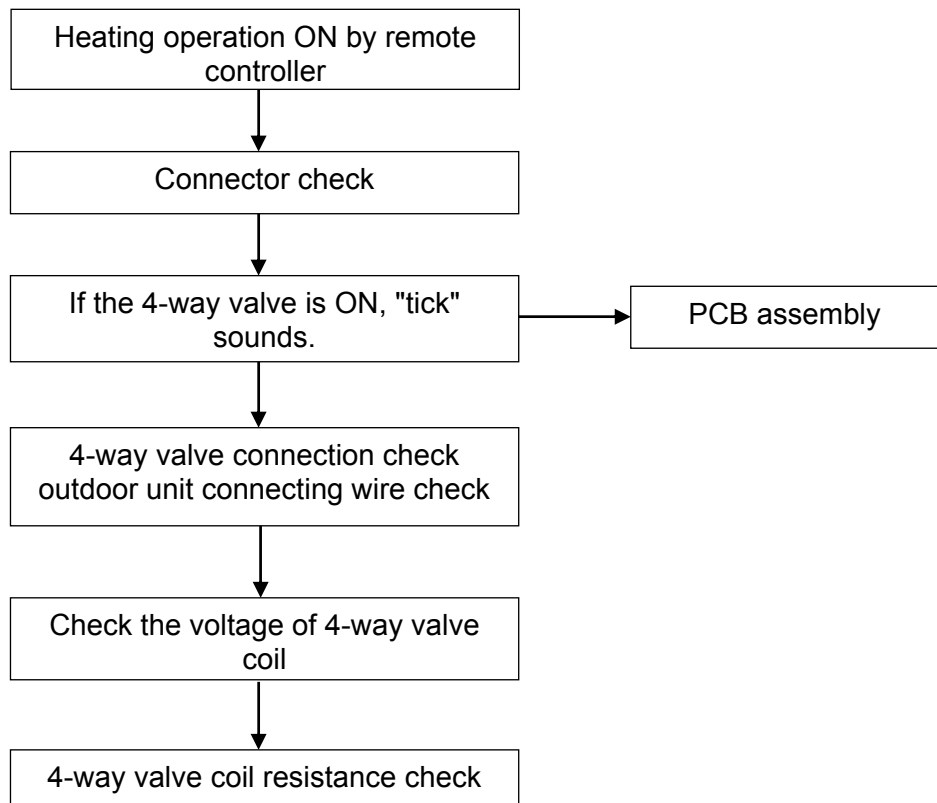 Heating operation ON by remote
controller
Connector check
If the 4-way valve is ON, "tick"
sounds.
PCB assembly
4-way valve connection check
outdoor unit connecting wire check
Check the voltage of 4-way valve
coil
4-way valve coil resistance check